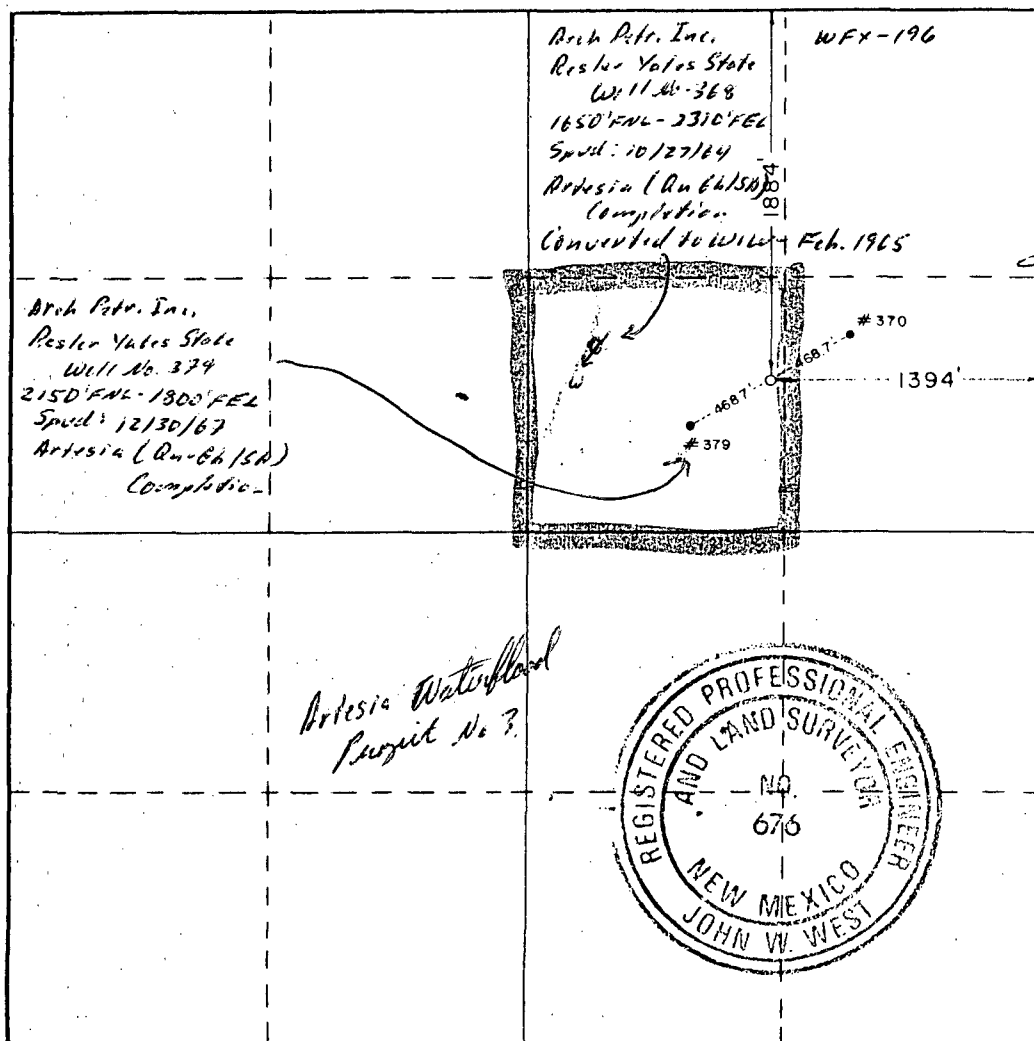 Arch Petr. Inc.
Resler Yates State
Well No. 368
1650' FNL - 2310' FEL
Spud: 10/27/64
Artesia (Qn-Gb/SA)
Completion
Converted to WIW - Feb. 1965
WFX-196
1884'
Arch Petr. Inc.
Resler Yates State
Well No. 379
2150' FNL - 1800' FEL
Spud: 12/30/67
Artesia (Qn-Gb/SA)
Completion
#370
468.7'
1394'
468.7'
#379
Artesia Waterflood
Project No 3.
REGISTERED PROFESSIONAL ENGINEER
AND LAND SURVEYOR
NO.
676
NEW MEXICO
JOHN W. WEST